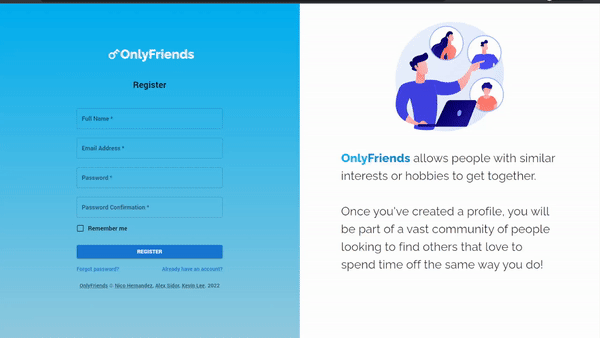 OnlyFriends
Register
Full Name *
Email Address *
Password *
Password Confirmation *
Remember me
REGISTER
Forgot password?
Already have an account?
OnlyFriends © Nico Hernandez, Alex Sidor, Kevin Lee. 2022
OnlyFriends allows people with similar
interests or hobbies to get together.
Once you've created a profile, you will
be part of a vast community of people
looking to find others that love to
spend time off the same way you do!